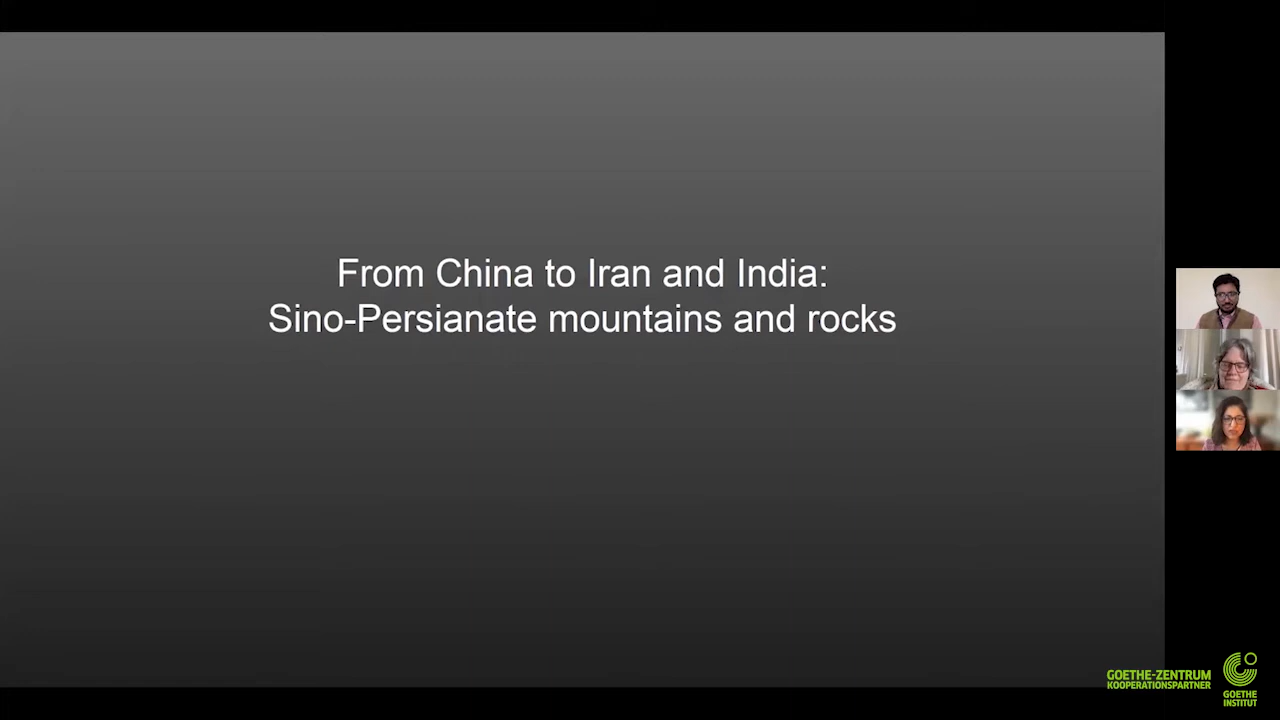 From China to Iran and India:
Sino-Persianate mountains and rocks
GOETHE-ZENTRUM
KOOPERATIONSPARTNER
GOETHE
INSTITUT